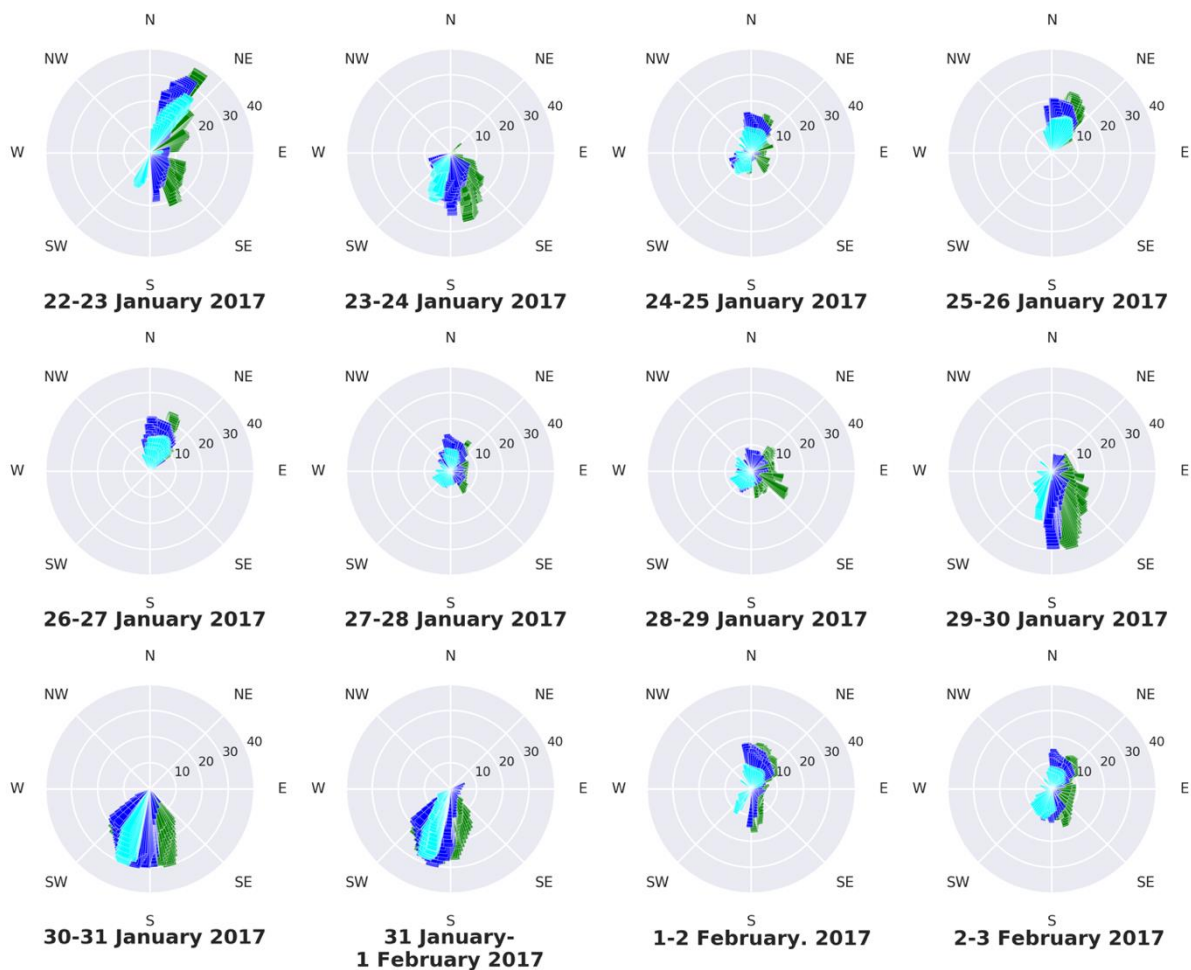 N N N N
NW NE NW NE NW NE NW NE
40 40 40 40
30 30 30 30
20 20 20 20
10 10 10
W E W E W E W E
SW SE SW SE SW SE SW SE
S S S S
22-23 January 2017 23-24 January 2017 24-25 January 2017 25-26 January 2017
N N N N
NW NE NW NE NW NE NW NE
40 40 40 40
30 30 30 30
20 20 20 20
10 10 10 10
W E W E W E W E
SW SE SW SE SW SE SW SE
S S S S
26-27 January 2017 27-28 January 2017 28-29 January 2017 29-30 January 2017
N N N N
NW NE NW NE NW NE NW NE
40 40 40 40
30 30 30 30
20 20 20 20
10 10 10 10
W E W E W E W E
SW SE SW SE SW SE SW SE
S S S S
30-31 January 2017 31 January- 1-2 February. 2017 2-3 February 2017
1 February 2017